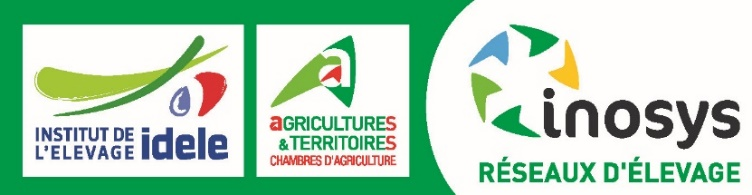 INSTITUT DE
L'ELEVAGE idele
a
aGRICULTURES
&TERRITOIRES
CHAMBRES D'AGRICULTURE
inosys
RÉSEAUX D'ÉLEVAGE